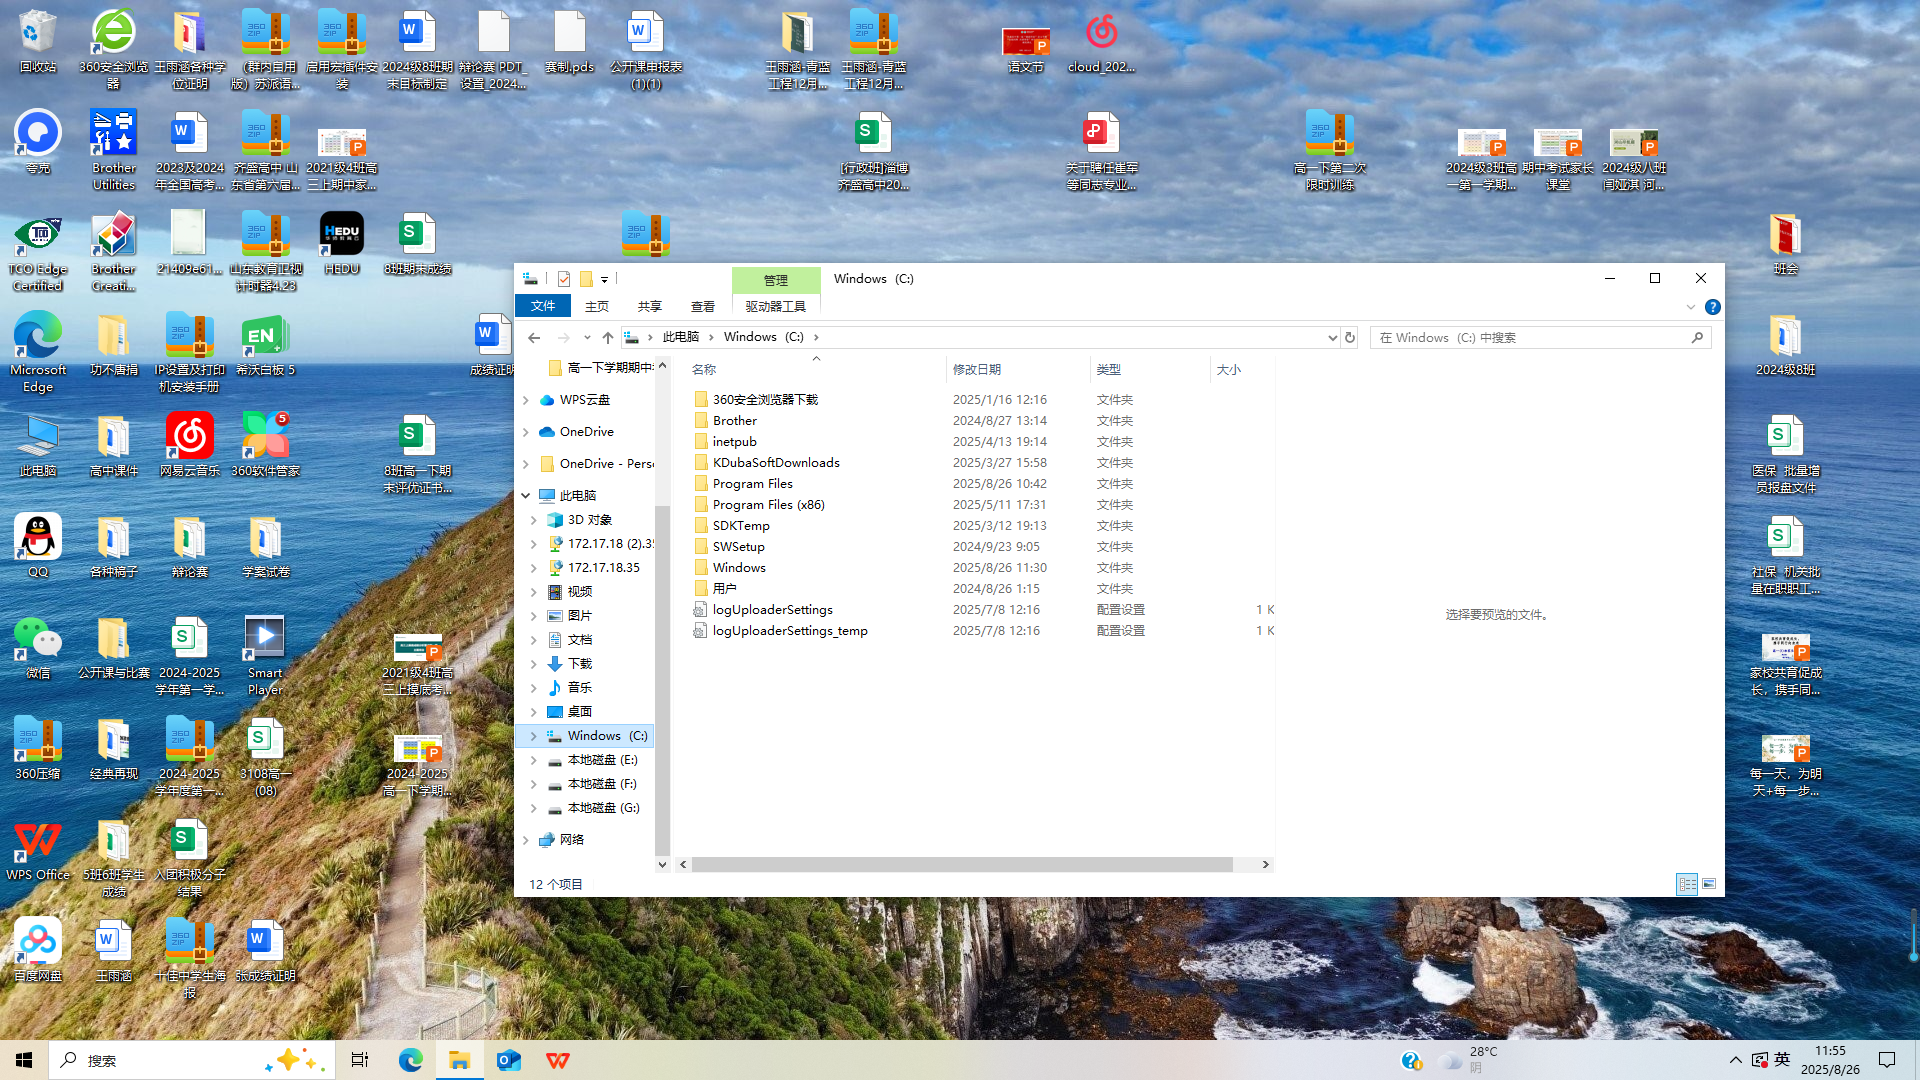 回收站
360安全浏览器
王雨涵各种学位证明
(群内自用版）苏派语...
启用宏插件安装
2024级8班期末目标制定
辩论赛 PDT_设置_2024...
赛制.pds
公开课申报表(1)(1)
王雨涵-青蓝工程12月...
王雨涵-青蓝工程12月...
语文节
cloud_202...
夸克
Brother Utilities
2023及2024年全国高考...
齐盛高中 山东省第六届...
2021级4班高三上期中家...
[行政班]淄博齐盛高中20...
关于聘任崔军等同志专业...
高一下第二次限时训练
2024级3班高一第一学期...
期中考试家长课堂
2024级八班闫娅淇 河...
TCO Edge Certified
Brother Creati...
21409e61...
山东教育卫视计时器4.23
HEDU
8班期末成绩
班会
Microsoft Edge
功不唐捐
IP设置及打印机安装手册
希沃白板 5
成绩证明
2024级8班
此电脑
高中课件
网易云音乐
360软件管家
5
8班高一下期末评优证书...
医保_批量增员报盘文件
QQ
各种稿子
辩论赛
学案试卷
社保_机关批量在职职工...
微信
公开课与比赛
2024-2025学年第一学...
Smart Player
2021级4班高三上摸底考...
家校共育促成长，携手同...
360压缩
经典再现
2024-2025学年度第一...
3108高一(08)
2024-2025高一下学期...
每一天，为明天+每一步...
WPS Office
5班6班学生成绩
入团积极分子结果
百度网盘
王雨涵
十佳中学生海报
张成绩证明
管理
Windows (C:)
文件
主页
共享
查看
驱动器工具
此电脑
Windows (C:)
在 Windows (C:) 中搜索
高一下学期期中
WPS云盘
OneDrive
OneDrive - Pers
此电脑
3D 对象
172.17.18 (2).3
172.17.18.35
视频
图片
文档
下载
音乐
桌面
Windows (C:)
本地磁盘 (E:)
本地磁盘 (F:)
本地磁盘 (G:)
网络
名称 修改日期 类型 大小
360安全浏览器下载 2025/1/16 12:16 文件夹
Brother 2024/8/27 13:14 文件夹
inetpub 2025/4/13 19:14 文件夹
KDubaSoftDownloads 2025/3/27 15:58 文件夹
Program Files 2025/8/26 10:42 文件夹
Program Files (x86) 2025/5/11 17:31 文件夹
SDKTemp 2025/3/12 19:13 文件夹
SWSetup 2024/9/23 9:05 文件夹
Windows 2025/8/26 11:30 文件夹
用户 2024/8/26 1:15 文件夹
logUploaderSettings 2025/7/8 12:16 配置设置 1 K
logUploaderSettings_temp 2025/7/8 12:16 配置设置 1 K
选择要预览的文件。
12 个项目
搜索
28°C
阴
英
11:55
2025/8/26